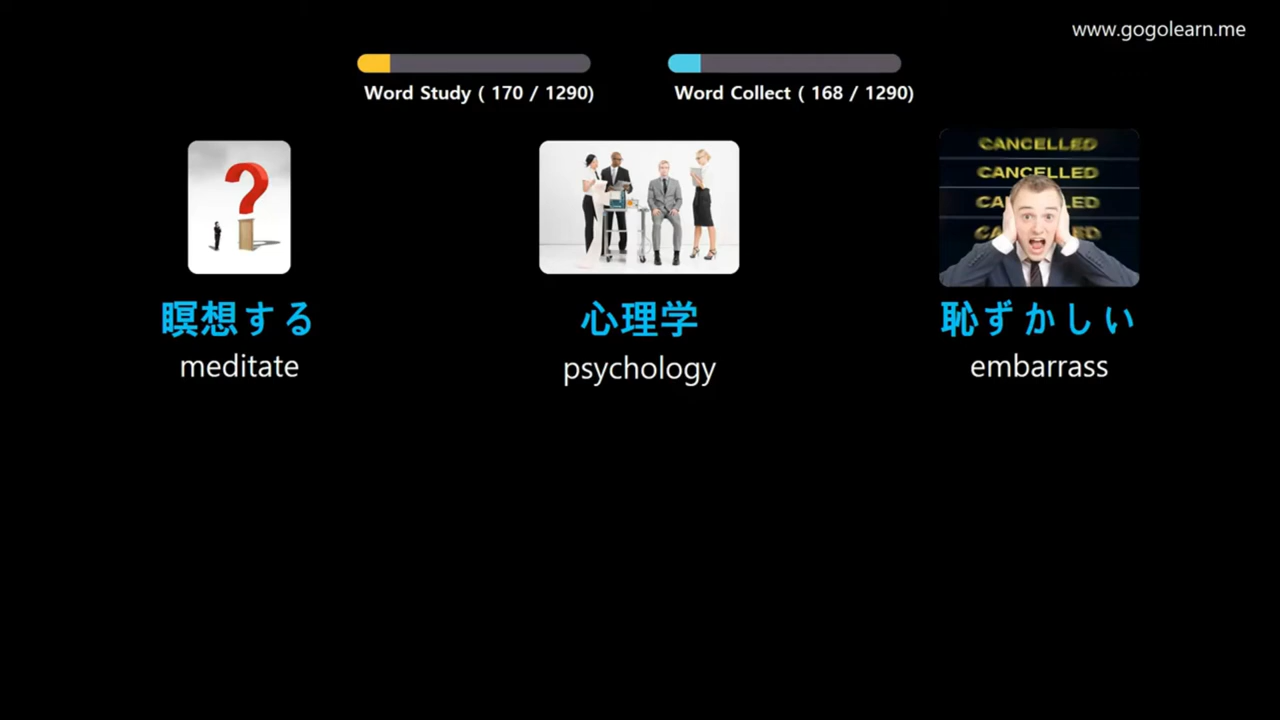 www.gogolearn.me
Word Study ( 170 / 1290)
Word Collect ( 168 / 1290)
CANCELLED
CANCELLED
瞑想する
meditate
心理学
psychology
恥ずかしい
embarrass